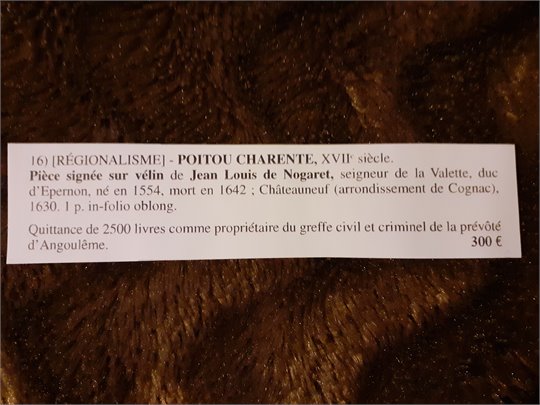 16) [RÉGIONALISME] - POITOU CHARENTE, XVIIe siècle.
Pièce signée sur vélin de Jean Louis de Nogaret, seigneur de la Valette, duc
d'Epernon, né en 1554, mort en 1642 ; Châteauneuf (arrondissement de Cognac),
1630. 1 p. in-folio oblong.
Quittance de 2500 livres comme propriétaire du greffe civil et criminel de la prévôté
d'Angoulême. 300 €